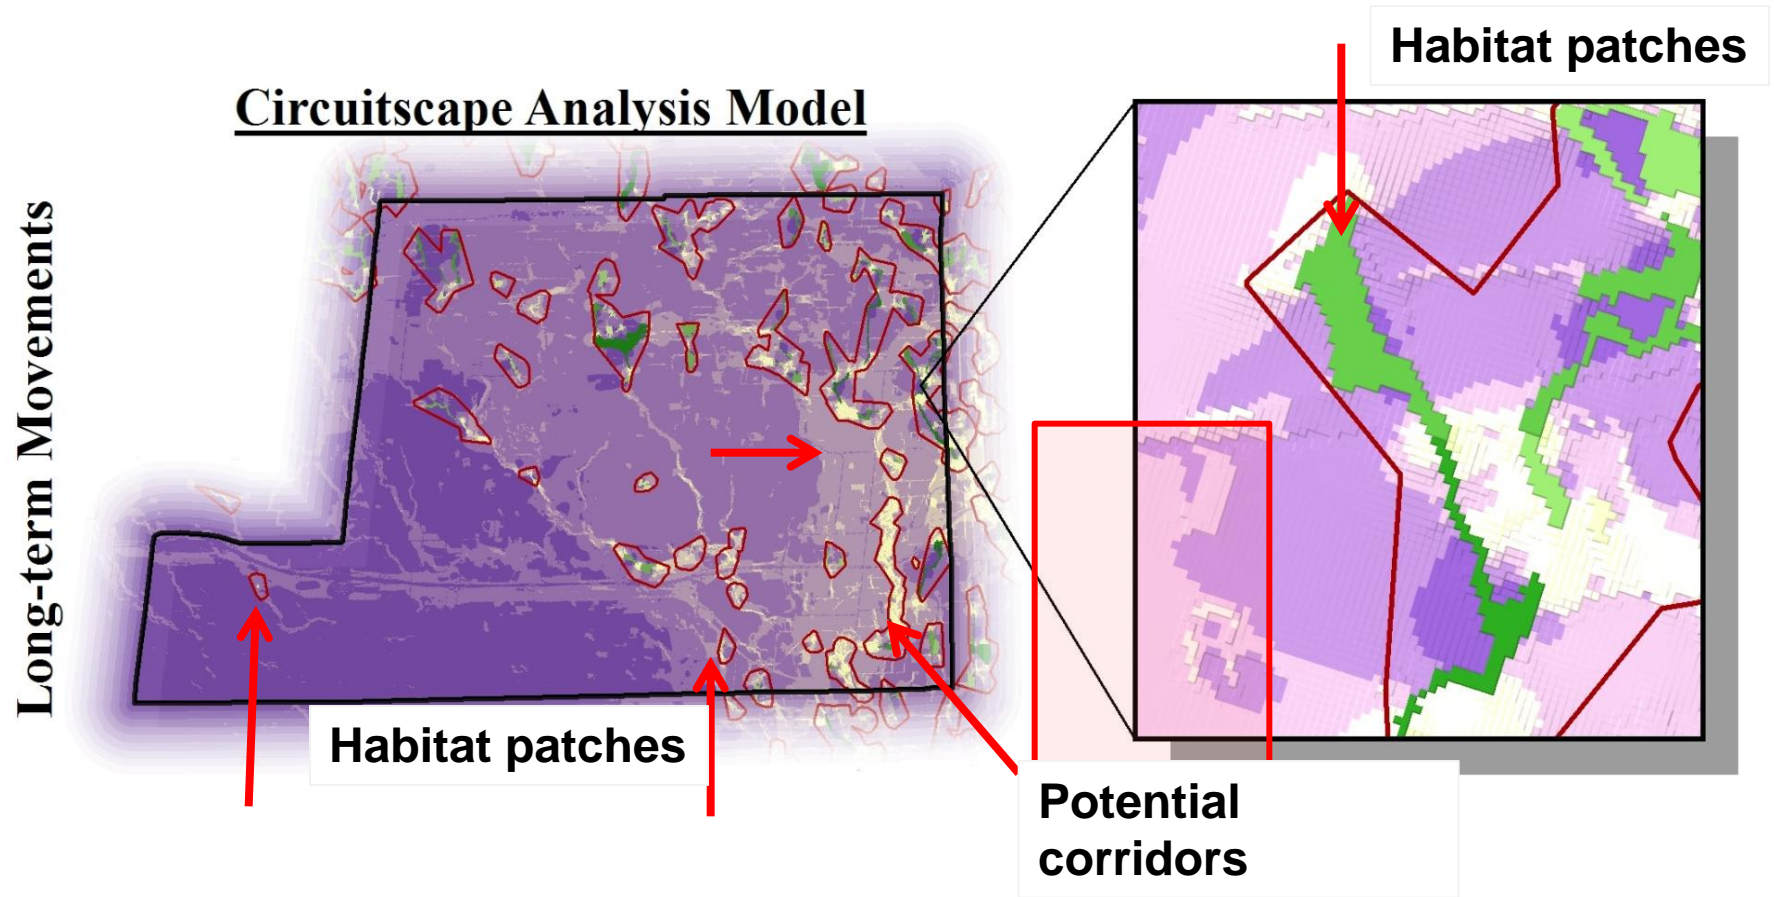 Habitat patches
Circuitscape Analysis Model
Long-term Movements
Habitat patches
Potential
corridors